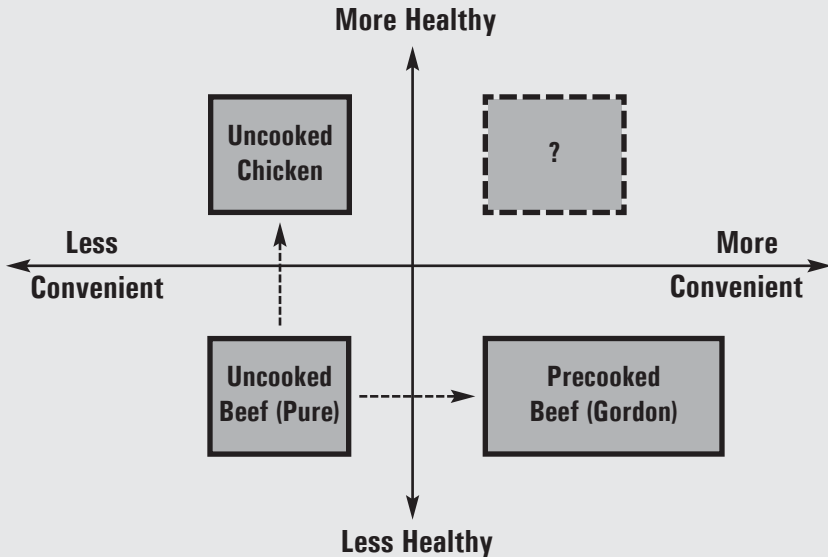 More Healthy
Uncooked
Chicken
?
Less
Convenient
More
Convenient
Uncooked
Beef (Pure)
Precooked
Beef (Gordon)
Less Healthy